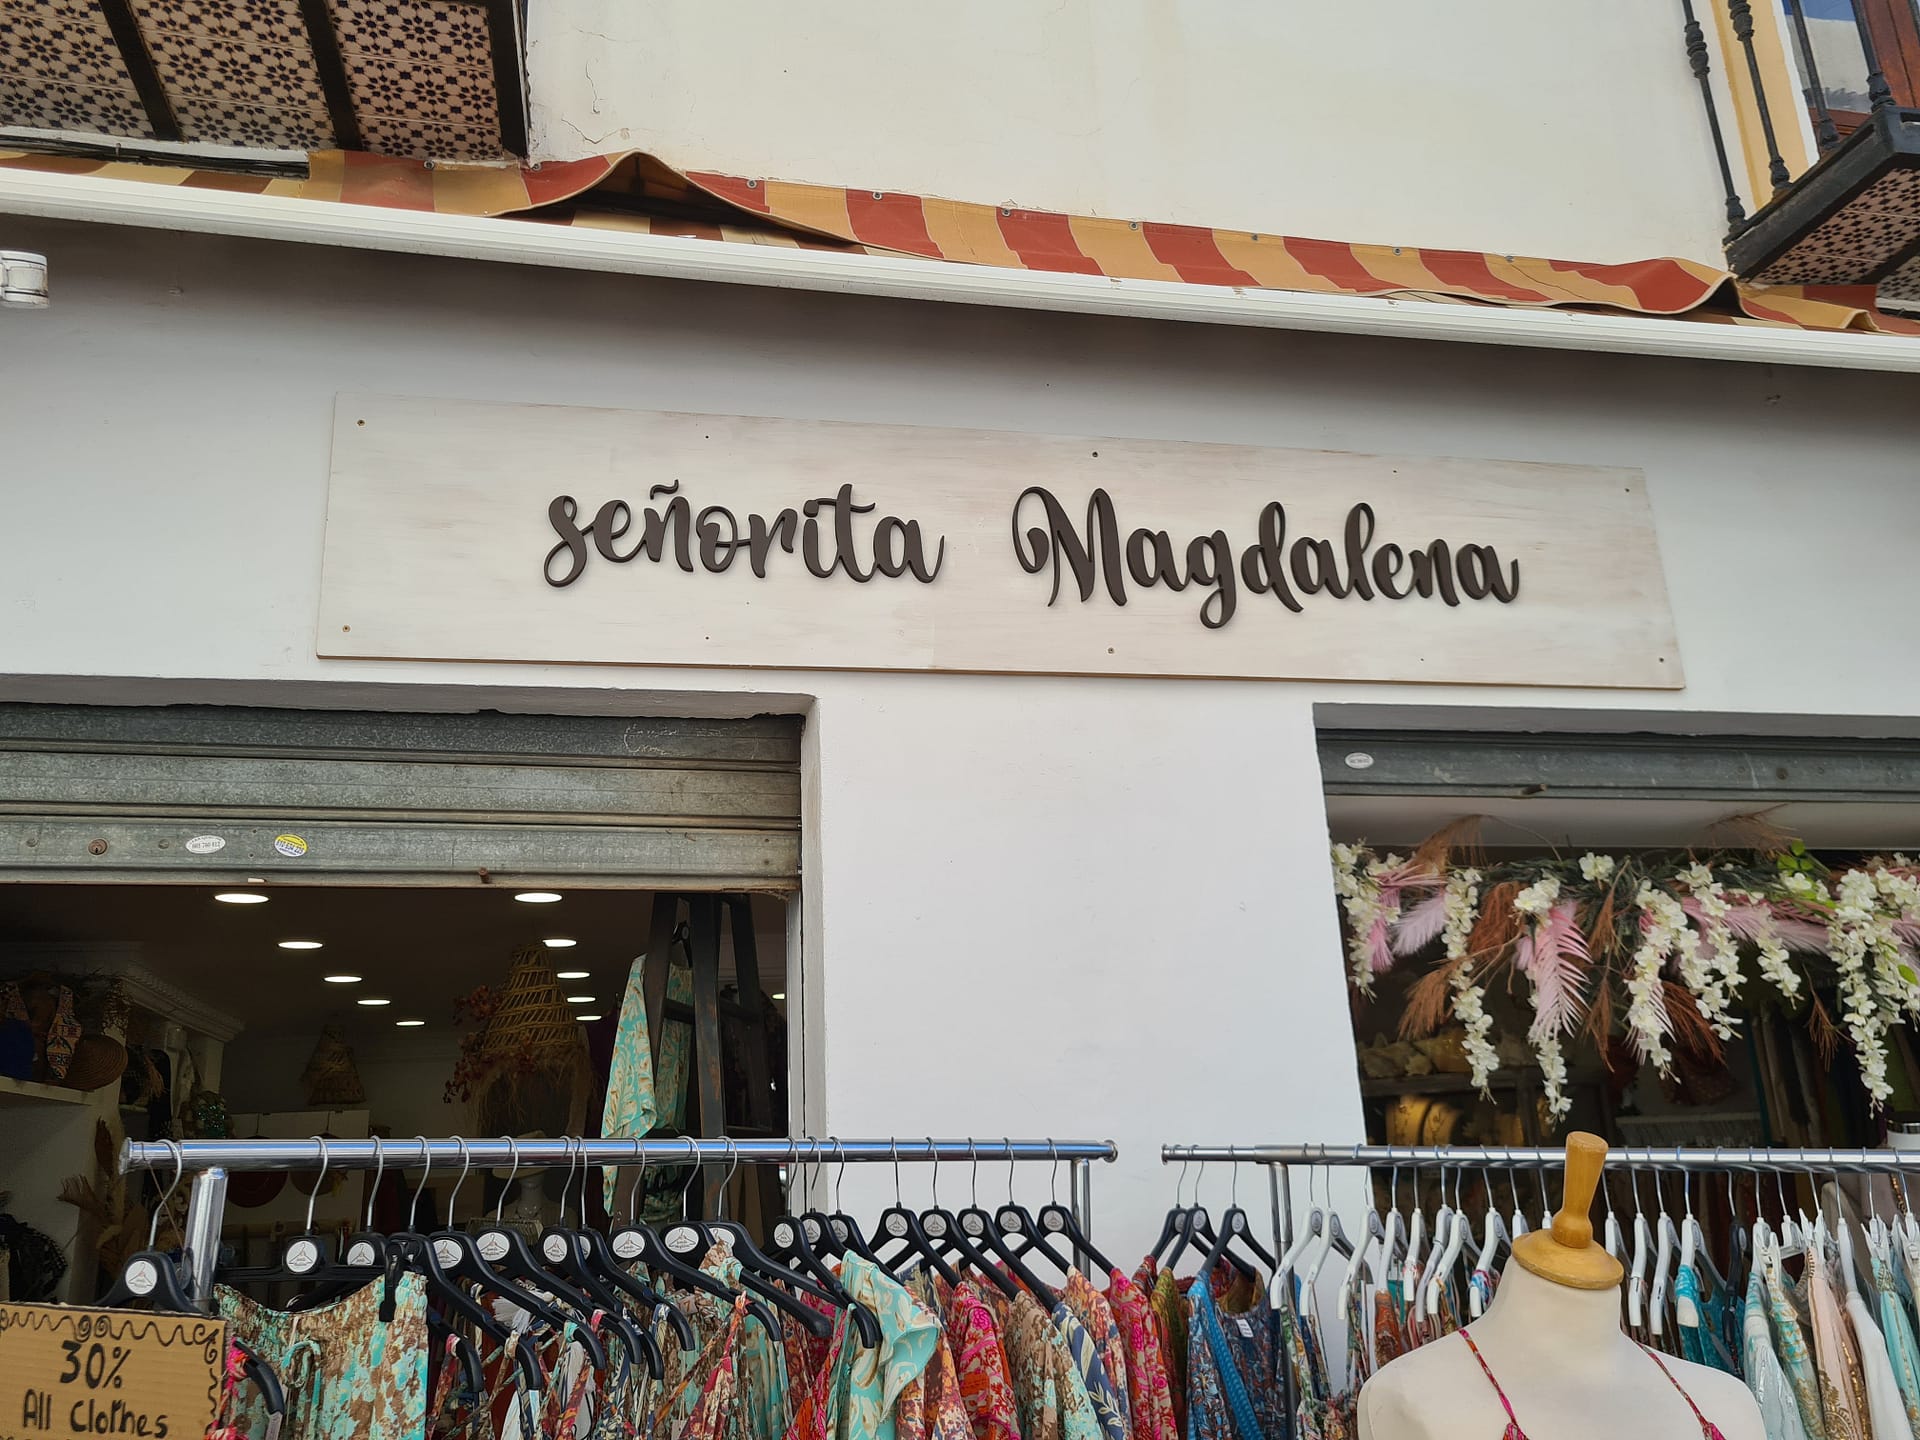 señorita Magdalena
30%
All Clothes